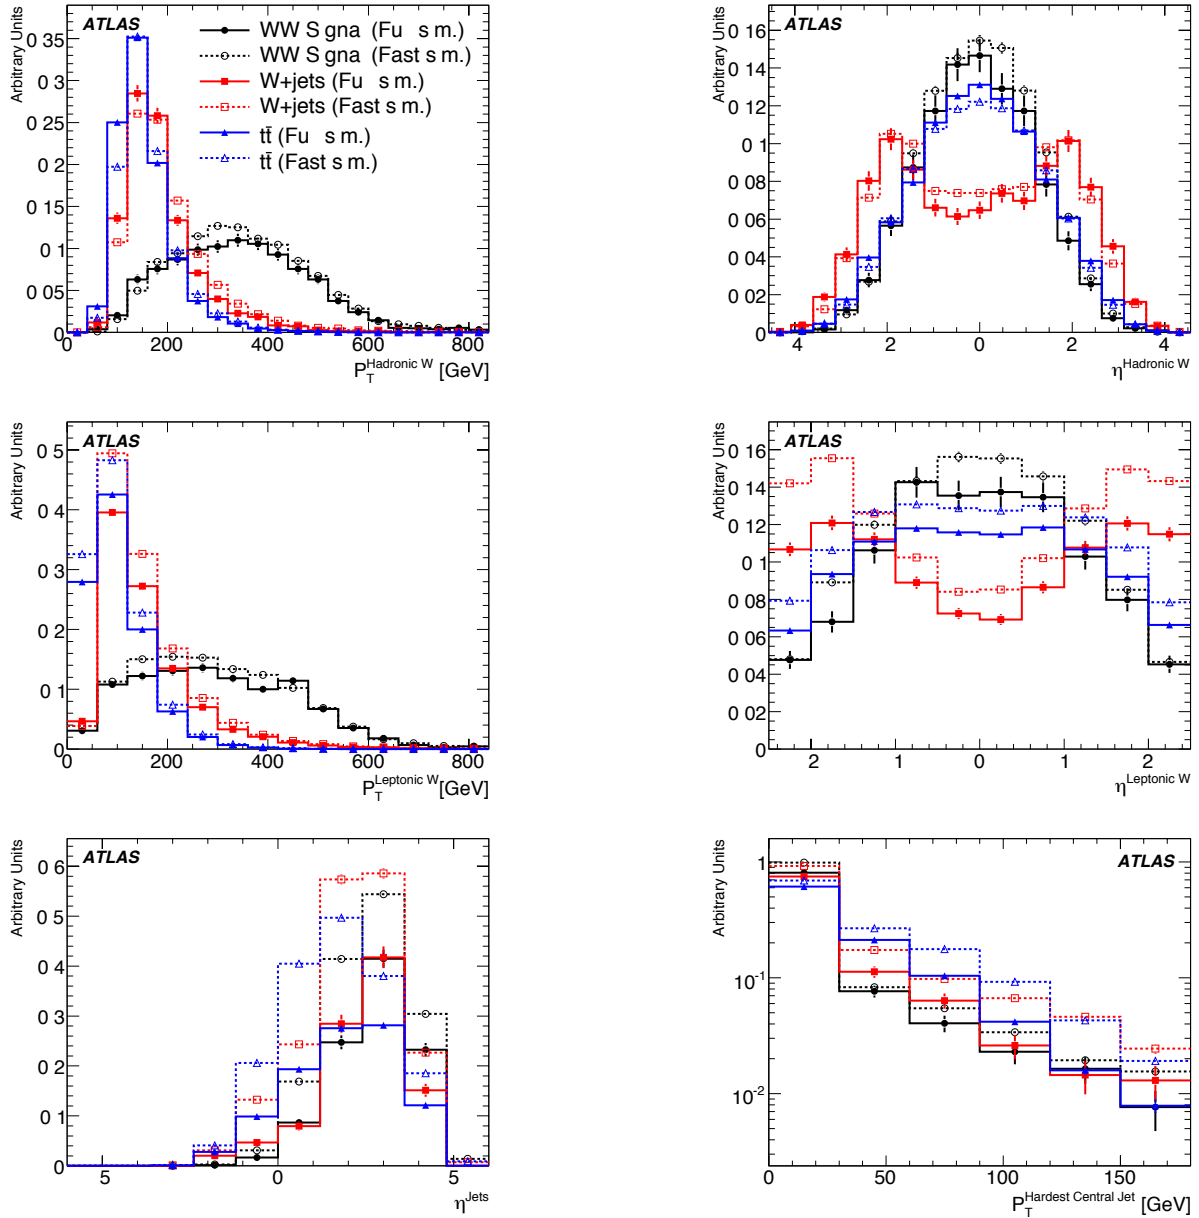 ATLAS
Arbitrary Units
0 35
0 3
0 25
0 2
0 15
0 1
0 05
0
0 200 400 600 800
P_T^Hadronic W [GeV]
WW S gna (Fu s m.)
WW S gna (Fast s m.)
W+jets (Fu s m.)
W+jets (Fast s m.)
tt̄ (Fu s m.)
tt̄ (Fast s m.)
ATLAS
Arbitrary Units
0 16
0 14
0 12
0 1
0 08
0 06
0 04
0 02
0
4 2 0 2 4
η^Hadronic W
ATLAS
Arbitrary Units
0 5
0 4
0 3
0 2
0 1
0
0 200 400 600 800
P_T^Leptonic W [GeV]
ATLAS
Arbitrary Units
0 16
0 14
0 12
0 1
0 08
0 06
0 04
0 02
0
2 1 0 1 2
η^Leptonic W
ATLAS
Arbitrary Units
0 6
0 5
0 4
0 3
0 2
0 1
0
5 0 5
η^Jets
ATLAS
Arbitrary Units
1
10^-1
10^-2
0 50 100 150
P_T^Hardest Central Jet [GeV]